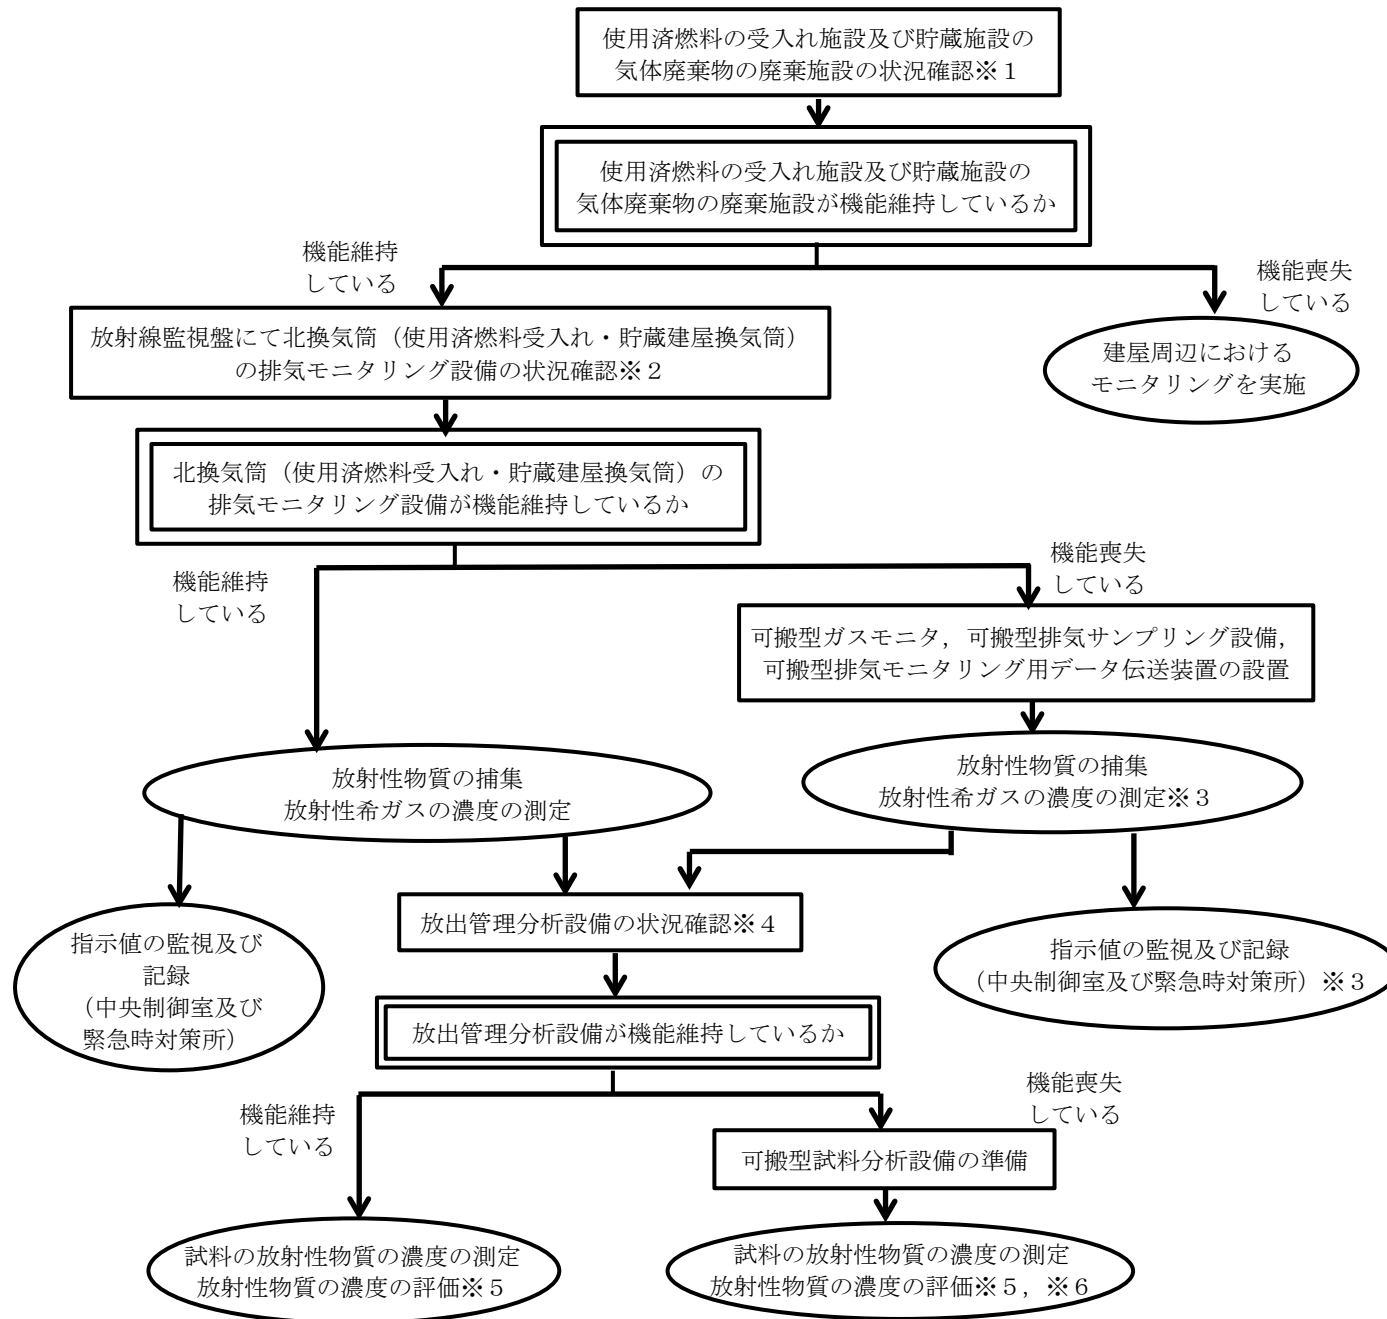 使用済燃料の受入れ施設及び貯蔵施設の
気体廃棄物の廃棄施設の状況確認※１
使用済燃料の受入れ施設及び貯蔵施設の
気体廃棄物の廃棄施設が機能維持しているか
機能維持
している
機能喪失
している
放射線監視盤にて北換気筒（使用済燃料受入れ・貯蔵建屋換気筒）
の排気モニタリング設備の状況確認※２
建屋周辺における
モニタリングを実施
北換気筒（使用済燃料受入れ・貯蔵建屋換気筒）の
排気モニタリング設備が機能維持しているか
機能維持
している
機能喪失
している
可搬型ガスモニタ，可搬型排気サンプリング設備，
可搬型排気モニタリング用データ伝送装置の設置
放射性物質の捕集
放射性希ガスの濃度の測定
放射性物質の捕集
放射性希ガスの濃度の測定※３
指示値の監視及び
記録
（中央制御室及び
緊急時対策所）
放出管理分析設備の状況確認※４
指示値の監視及び記録
（中央制御室及び緊急時対策所）※３
放出管理分析設備が機能維持しているか
機能維持
している
機能喪失
している
可搬型試料分析設備の準備
試料の放射性物質の濃度の測定
放射性物質の濃度の評価※５
試料の放射性物質の濃度の測定
放射性物質の濃度の評価※５，※６